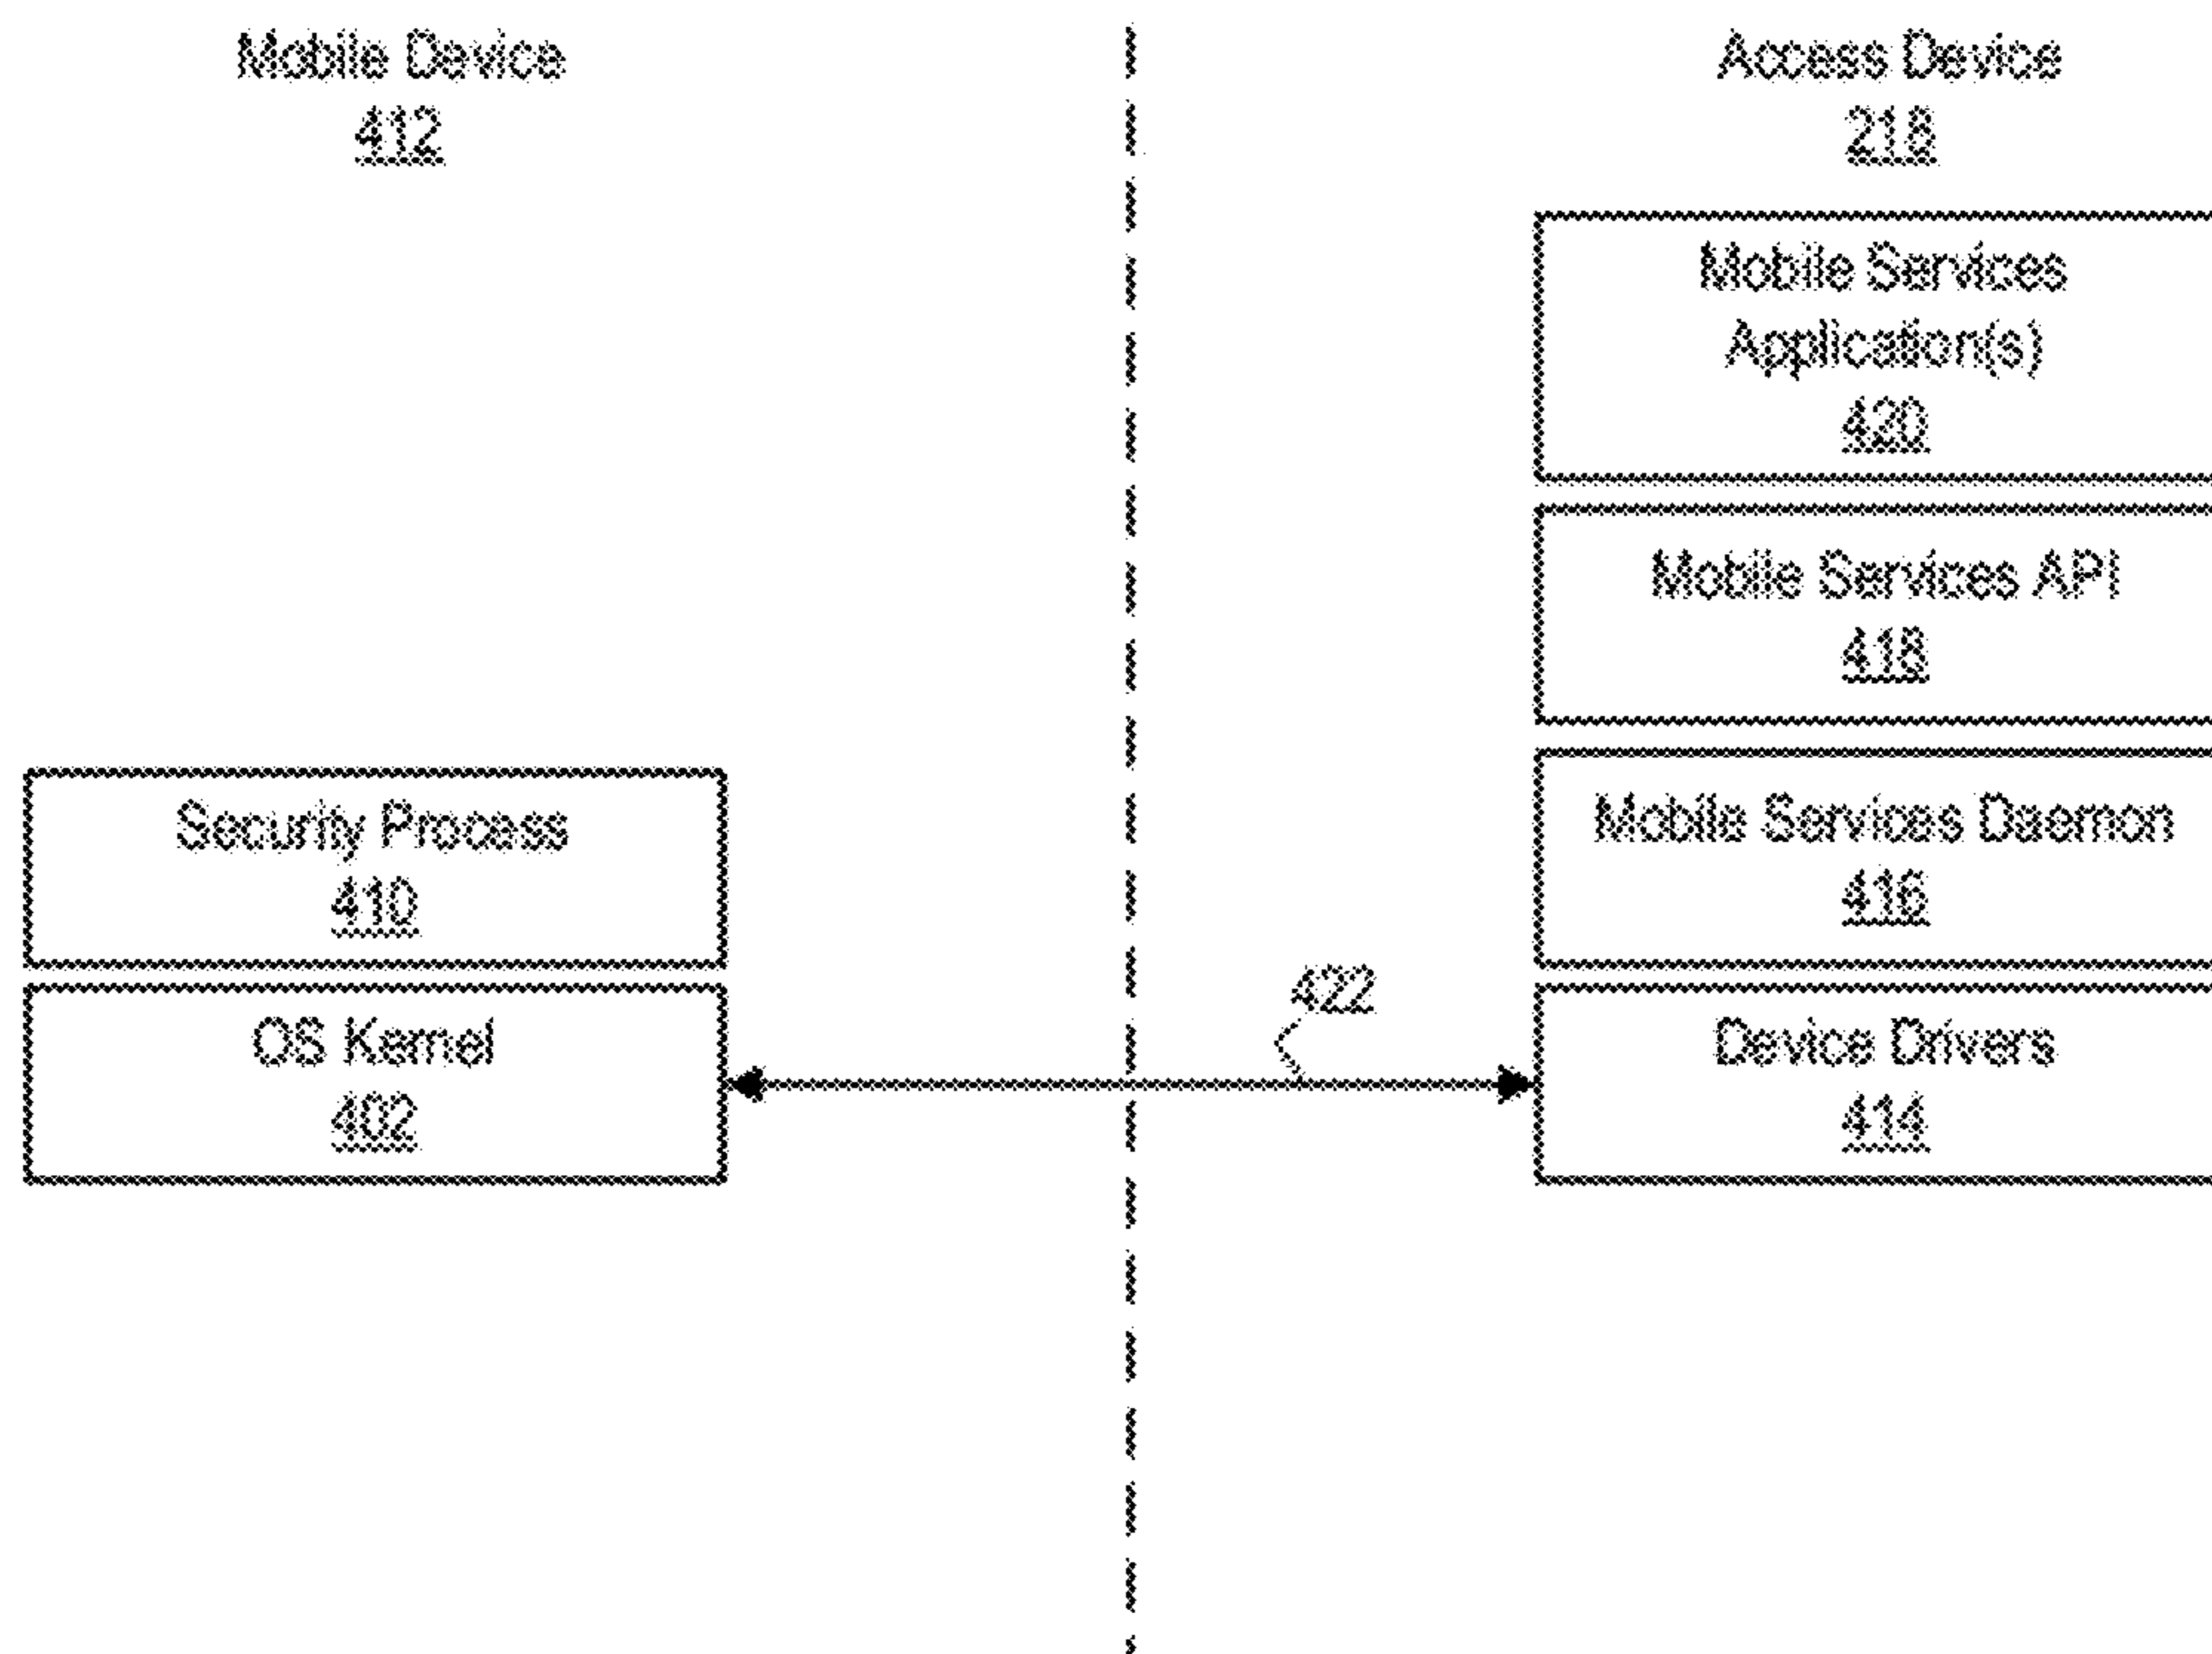 Mobile Device
412
Access Device
218
Mobile Services
Application(s)
420
Mobile Services API
418
Security Process
410
Mobile Services Daemon
416
422
OS Kernel
402
Device Drivers
414